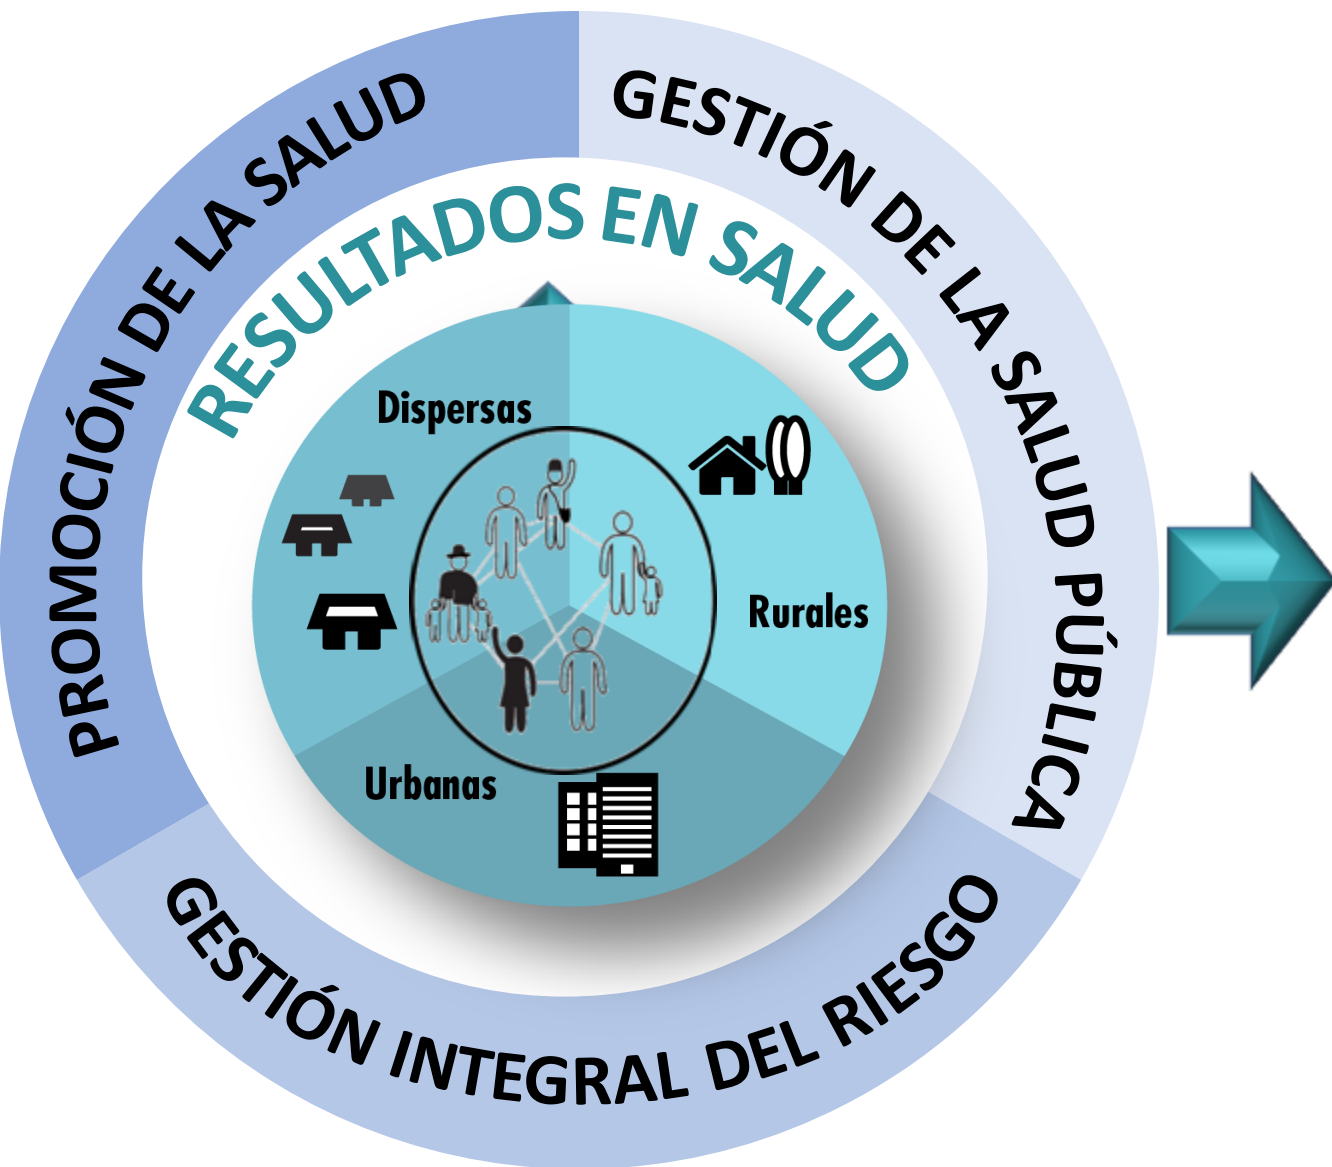 PROMOCIÓN DE LA SALUD
GESTIÓN DE LA SALUD PÚBLICA
GESTIÓN INTEGRAL DEL RIESGO
RESULTADOS EN SALUD
Dispersas
Rurales
Urbanas